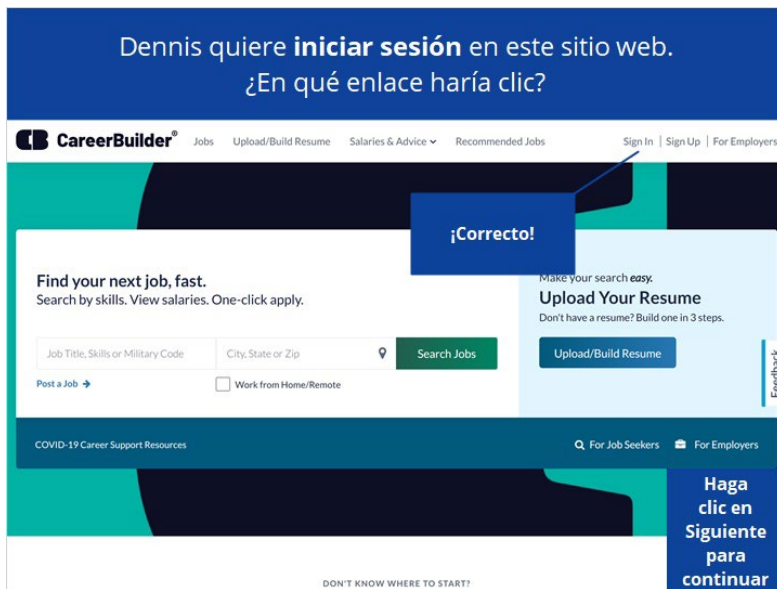 Dennis quiere iniciar sesión en este sitio web.
¿En qué enlace haría clic?
CB CareerBuilder® Jobs Upload/Build Resume Salaries & Advice Recommended Jobs Sign In | Sign Up | For Employers
¡Correcto!
Find your next job, fast.
Search by skills. View salaries. One-click apply.
Job Title, Skills or Military Code City, State or Zip Search Jobs
Post a Job → Work from Home/Remote
Make your search easy.
Upload Your Resume
Don't have a resume? Build one in 3 steps.
Upload/Build Resume
Feedback
COVID-19 Career Support Resources For Job Seekers For Employers
Haga
clic en
Siguiente
para
continuar
DON'T KNOW WHERE TO START?